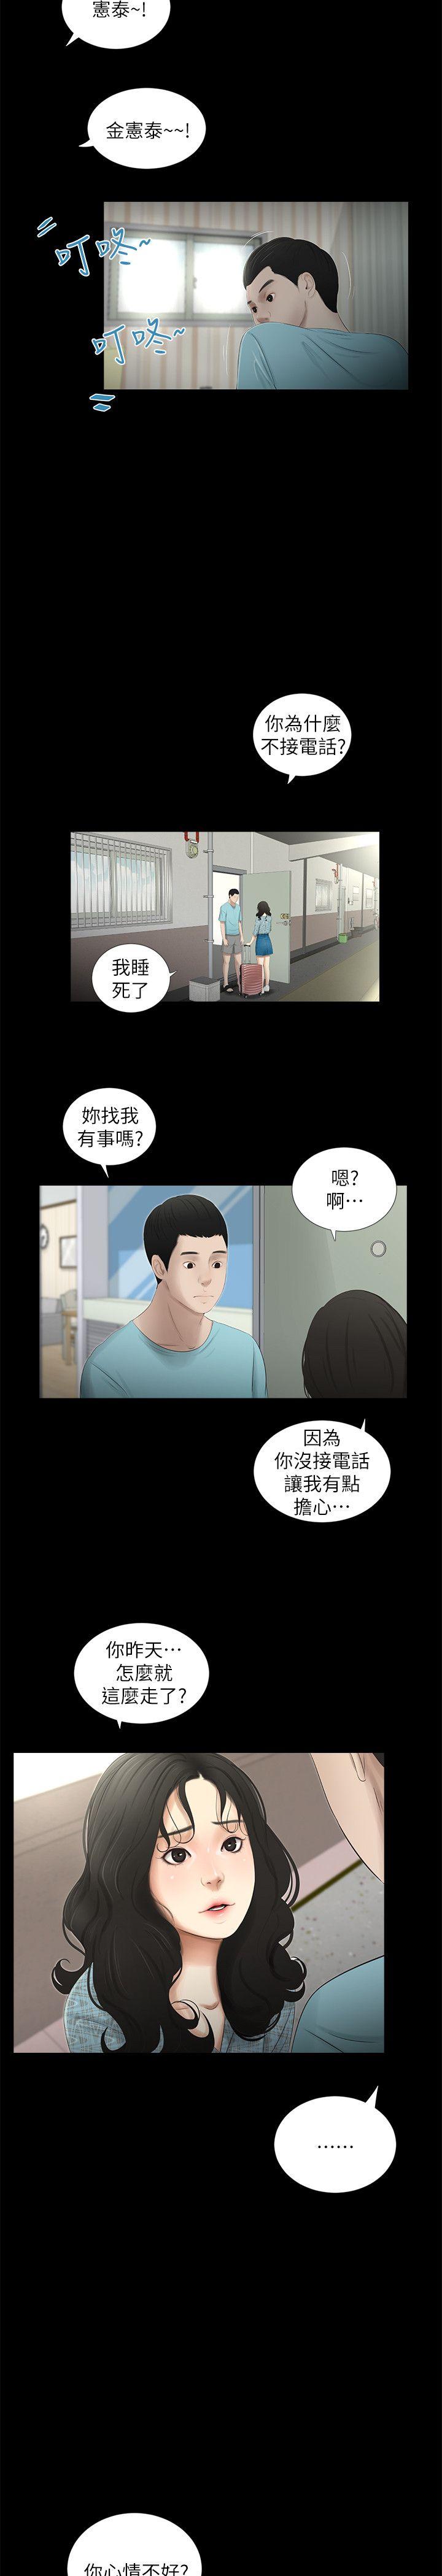 憲泰~!
金憲泰~~!
叮咚~
叮咚~
你為什麼
不接電話?
我睡
死了
妳找我
有事嗎?
嗯?
啊⋯
因為
你沒接電話
讓我有點
擔心⋯
你昨天⋯
怎麼就
這麼走了?
⋯⋯
你心情不好?